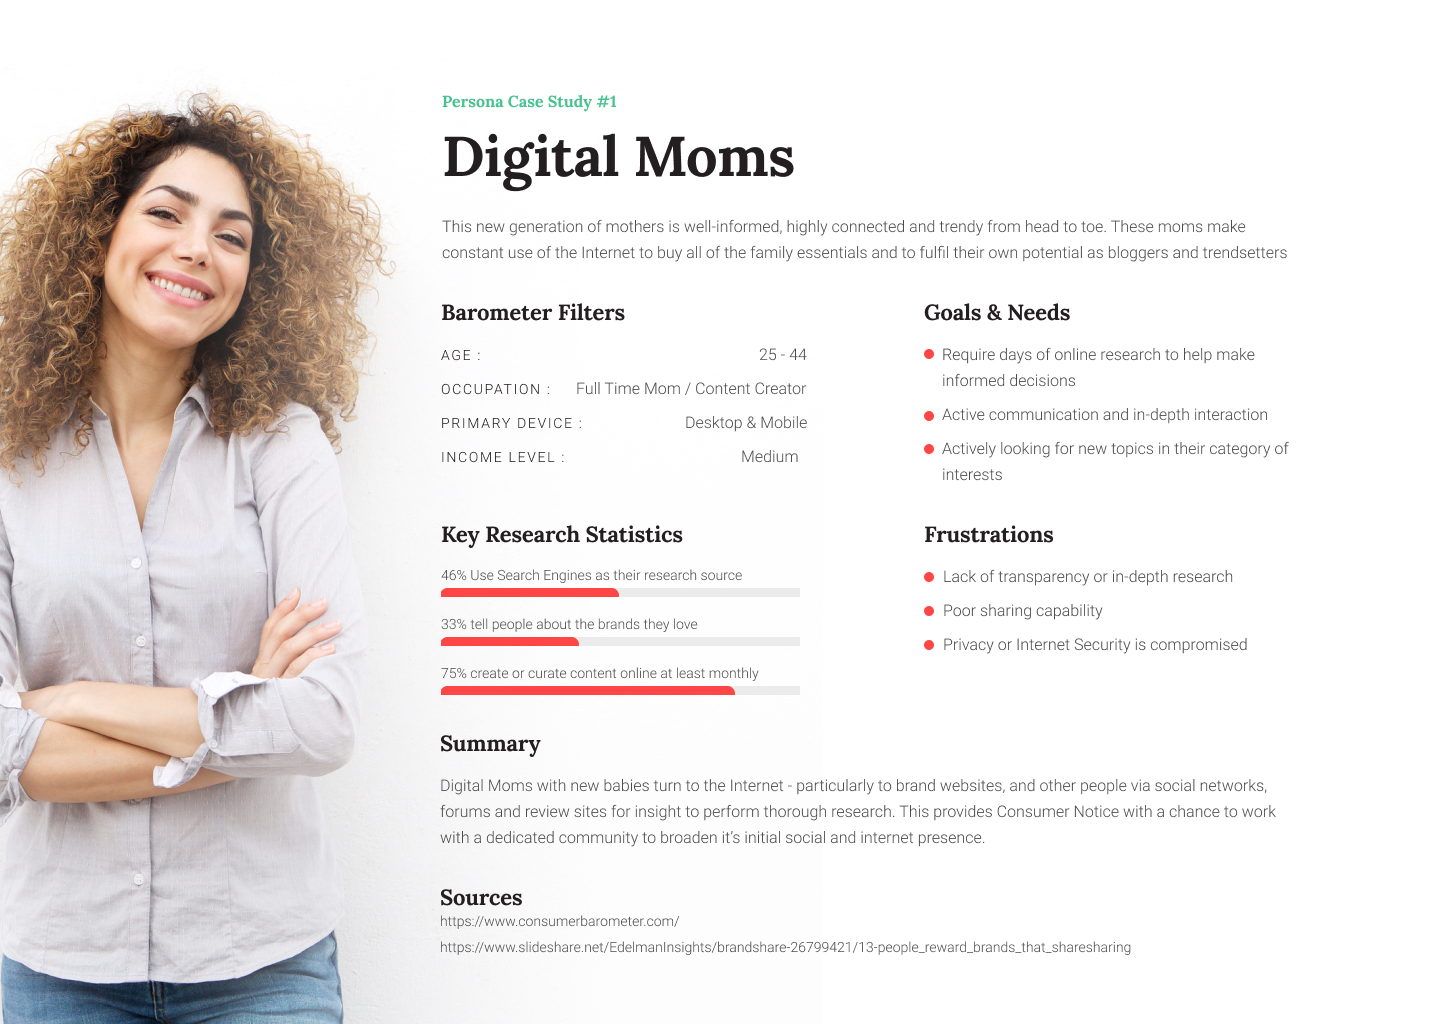 Persona Case Study #1
Digital Moms
This new generation of mothers is well-informed, highly connected and trendy from head to toe. These moms make
constant use of the Internet to buy all of the family essentials and to fulfil their own potential as bloggers and trendsetters
Barometer Filters
AGE : 25 - 44
OCCUPATION : Full Time Mom / Content Creator
PRIMARY DEVICE : Desktop & Mobile
INCOME LEVEL : Medium
Goals & Needs
Require days of online research to help make
informed decisions
Active communication and in-depth interaction
Actively looking for new topics in their category of
interests
Key Research Statistics
46% Use Search Engines as their research source
33% tell people about the brands they love
75% create or curate content online at least monthly
Frustrations
Lack of transparency or in-depth research
Poor sharing capability
Privacy or Internet Security is compromised
Summary
Digital Moms with new babies turn to the Internet - particularly to brand websites, and other people via social networks,
forums and review sites for insight to perform thorough research. This provides Consumer Notice with a chance to work
with a dedicated community to broaden it’s initial social and internet presence.
Sources
https://www.consumerbarometer.com/
https://www.slideshare.net/EdelmanInsights/brandshare-26799421/13-people_reward_brands_that_sharesharing